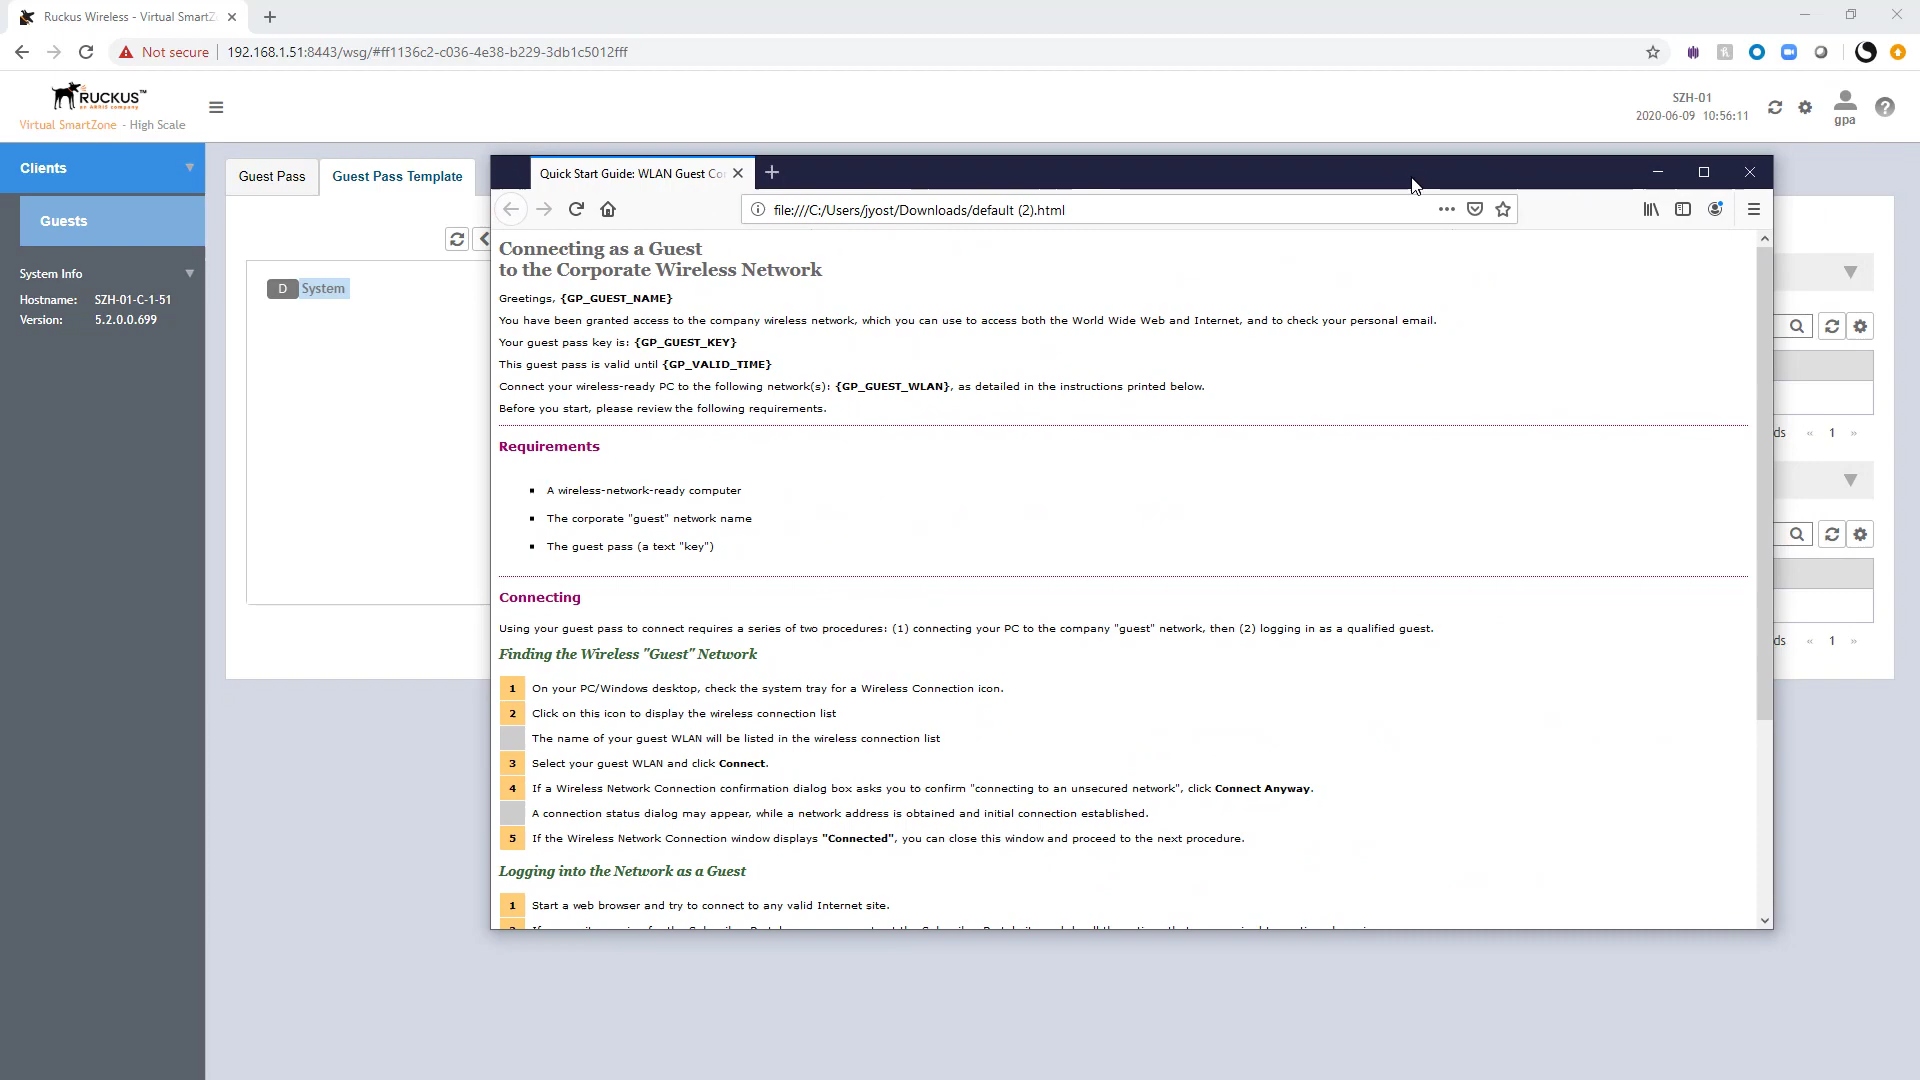 Ruckus Wireless - Virtual SmartZ
Not secure
192.168.1.51:8443/wsg/#ff1136c2-c036-4e38-b229-3db1c5012fff
RUCKUS™
an ARRIS company
Virtual SmartZone - High Scale
SZH-01
2020-06-09 10:56:11
gpa
Clients
Guests
System Info
Hostname: SZH-01-C-1-51
Version: 5.2.0.0.699
Guest Pass
Guest Pass Template
D System
Quick Start Guide: WLAN Guest Co
file:///C:/Users/jyost/Downloads/default (2).html
Connecting as a Guest
to the Corporate Wireless Network
Greetings, {GP_GUEST_NAME}
You have been granted access to the company wireless network, which you can use to access both the World Wide Web and Internet, and to check your personal email.
Your guest pass key is: {GP_GUEST_KEY}
This guest pass is valid until {GP_VALID_TIME}
Connect your wireless-ready PC to the following network(s): {GP_GUEST_WLAN}, as detailed in the instructions printed below.
Before you start, please review the following requirements.
Requirements
A wireless-network-ready computer
The corporate "guest" network name
The guest pass (a text "key")
Connecting
Using your guest pass to connect requires a series of two procedures: (1) connecting your PC to the company "guest" network, then (2) logging in as a qualified guest.
Finding the Wireless "Guest" Network
1 On your PC/Windows desktop, check the system tray for a Wireless Connection icon.
2 Click on this icon to display the wireless connection list
The name of your guest WLAN will be listed in the wireless connection list
3 Select your guest WLAN and click Connect.
4 If a Wireless Network Connection confirmation dialog box asks you to confirm "connecting to an unsecured network", click Connect Anyway.
A connection status dialog may appear, while a network address is obtained and initial connection established.
5 If the Wireless Network Connection window displays "Connected", you can close this window and proceed to the next procedure.
Logging into the Network as a Guest
1 Start a web browser and try to connect to any valid Internet site.
ds « 1 »
ds « 1 »